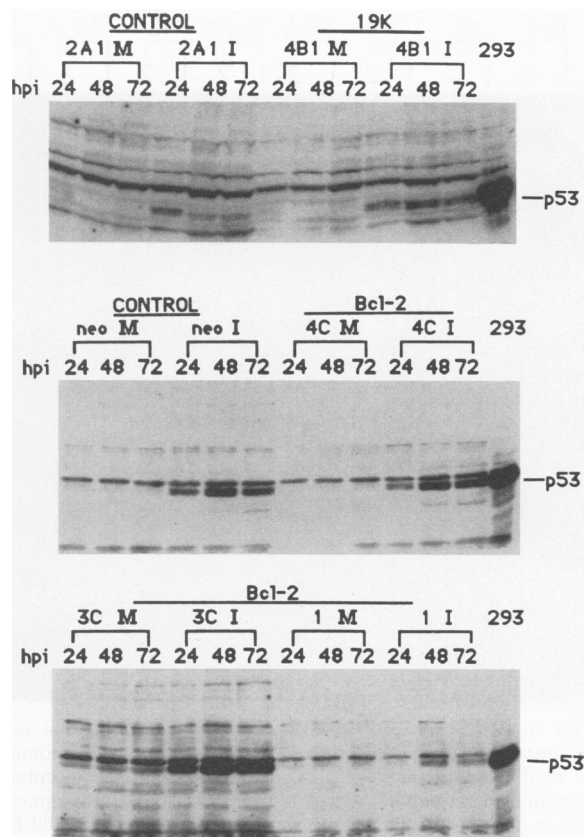 CONTROL 19K
2A1 M 2A1 I 4B1 M 4B1 I 293
hpi 24 48 72 24 48 72 24 48 72 24 48 72
—p53
CONTROL Bcl-2
neo M neo I 4C M 4C I 293
hpi 24 48 72 24 48 72 24 48 72 24 48 72
—p53
Bcl-2
3C M 3C I 1 M 1 I 293
hpi 24 48 72 24 48 72 24 48 72 24 48 72
—p53